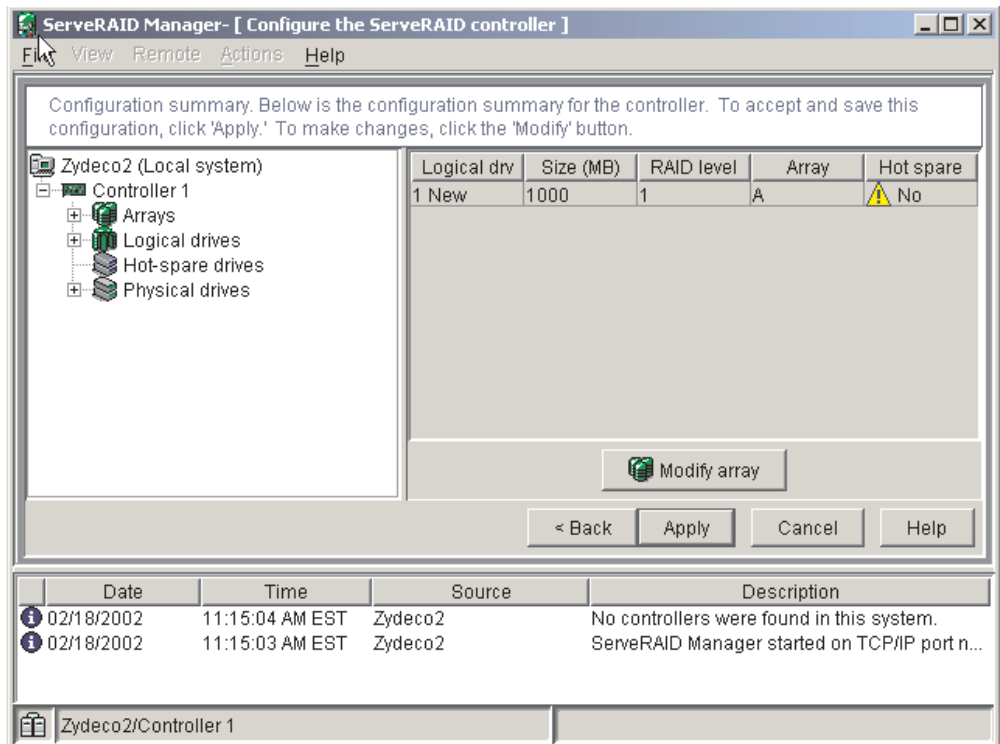 ServeRAID Manager- [ Configure the ServeRAID controller ]
File View Remote Actions Help
Configuration summary. Below is the configuration summary for the controller. To accept and save this
configuration, click 'Apply.' To make changes, click the 'Modify' button.
Zydeco2 (Local system)
Controller 1
Arrays
Logical drives
Hot-spare drives
Physical drives
Logical drv Size (MB) RAID level Array Hot spare
1 New 1000 1 A No
Modify array
< Back Apply Cancel Help
Date Time Source Description
02/18/2002 11:15:04 AM EST Zydeco2 No controllers were found in this system.
02/18/2002 11:15:03 AM EST Zydeco2 ServeRAID Manager started on TCP/IP port n...
Zydeco2/Controller 1